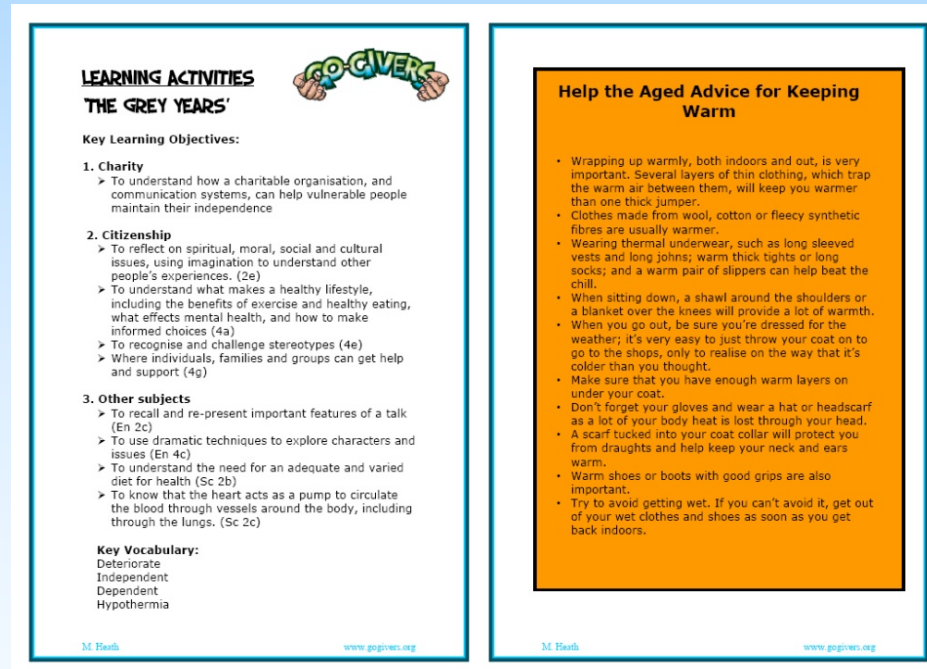 GO-GIVERS
LEARNING ACTIVITIES
'THE GREY YEARS'
Key Learning Objectives:
1. Charity
➢ To understand how a charitable organisation, and
communication systems, can help vulnerable people
maintain their independence
2. Citizenship
➢ To reflect on spiritual, moral, social and cultural
issues, using imagination to understand other
people's experiences. (2e)
➢ To understand what makes a healthy lifestyle,
including the benefits of exercise and healthy eating,
what effects mental health, and how to make
informed choices (4a)
➢ To recognise and challenge stereotypes (4e)
➢ Where individuals, families and groups can get help
and support (4g)
3. Other subjects
➢ To recall and re-present important features of a talk
(En 2c)
➢ To use dramatic techniques to explore characters and
issues (En 4c)
➢ To understand the need for an adequate and varied
diet for health (Sc 2b)
➢ To know that the heart acts as a pump to circulate
the blood through vessels around the body, including
through the lungs. (Sc 2c)
Key Vocabulary:
Deteriorate
Independent
Dependent
Hypothermia
M. Heath www.gogivers.org
Help the Aged Advice for Keeping
Warm
• Wrapping up warmly, both indoors and out, is very
important. Several layers of thin clothing, which trap
the warm air between them, will keep you warmer
than one thick jumper.
• Clothes made from wool, cotton or fleecy synthetic
fibres are usually warmer.
• Wearing thermal underwear, such as long sleeved
vests and long johns; warm thick tights or long
socks; and a warm pair of slippers can help beat the
chill.
• When sitting down, a shawl around the shoulders or
a blanket over the knees will provide a lot of warmth.
• When you go out, be sure you're dressed for the
weather; it's very easy to just throw your coat on to
go to the shops, only to realise on the way that it's
colder than you thought.
• Make sure that you have enough warm layers on
under your coat.
• Don't forget your gloves and wear a hat or headscarf
as a lot of your body heat is lost through your head.
• A scarf tucked into your coat collar will protect you
from draughts and help keep your neck and ears
warm.
• Warm shoes or boots with good grips are also
important.
• Try to avoid getting wet. If you can't avoid it, get out
of your wet clothes and shoes as soon as you get
back indoors.
M. Heath www.gogivers.org